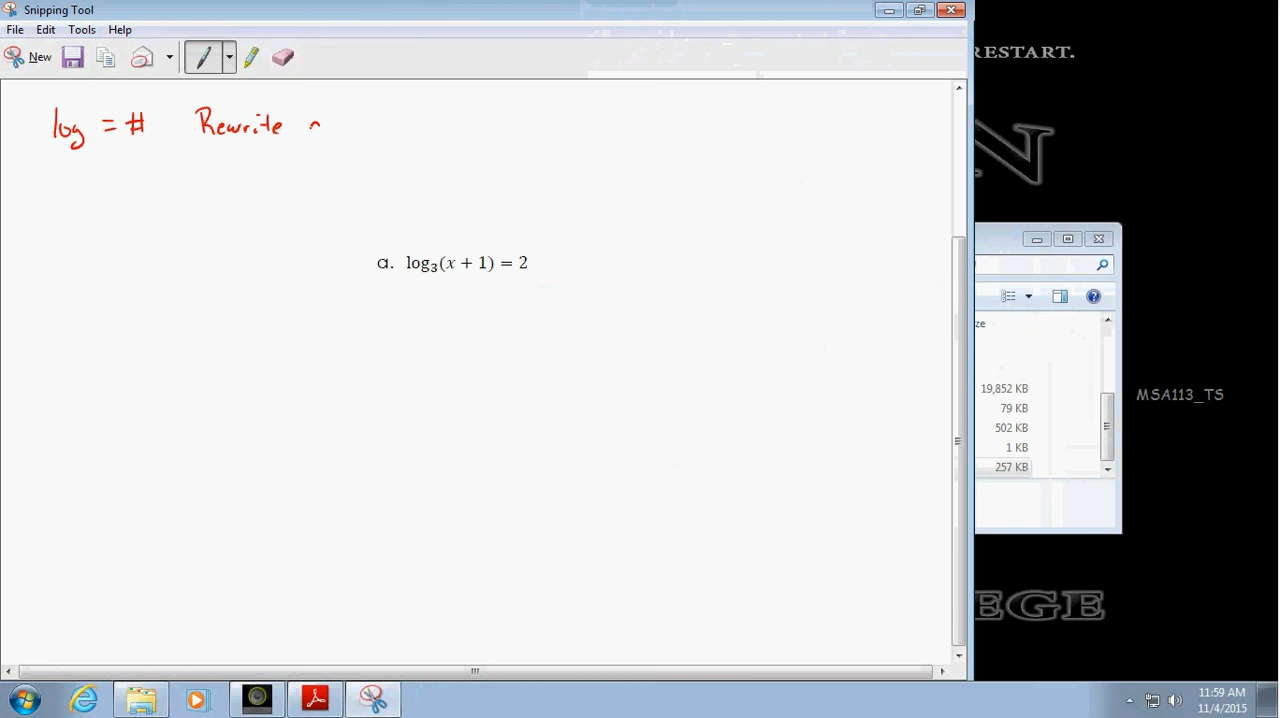 Snipping Tool
File Edit Tools Help
New
RESTART.
log = # Rewrite
N
a. log₃(x + 1) = 2
ze
19,852 KB
79 KB
502 KB
1 KB
257 KB
MSA113_TS
EGE
11:59 AM
11/4/2015